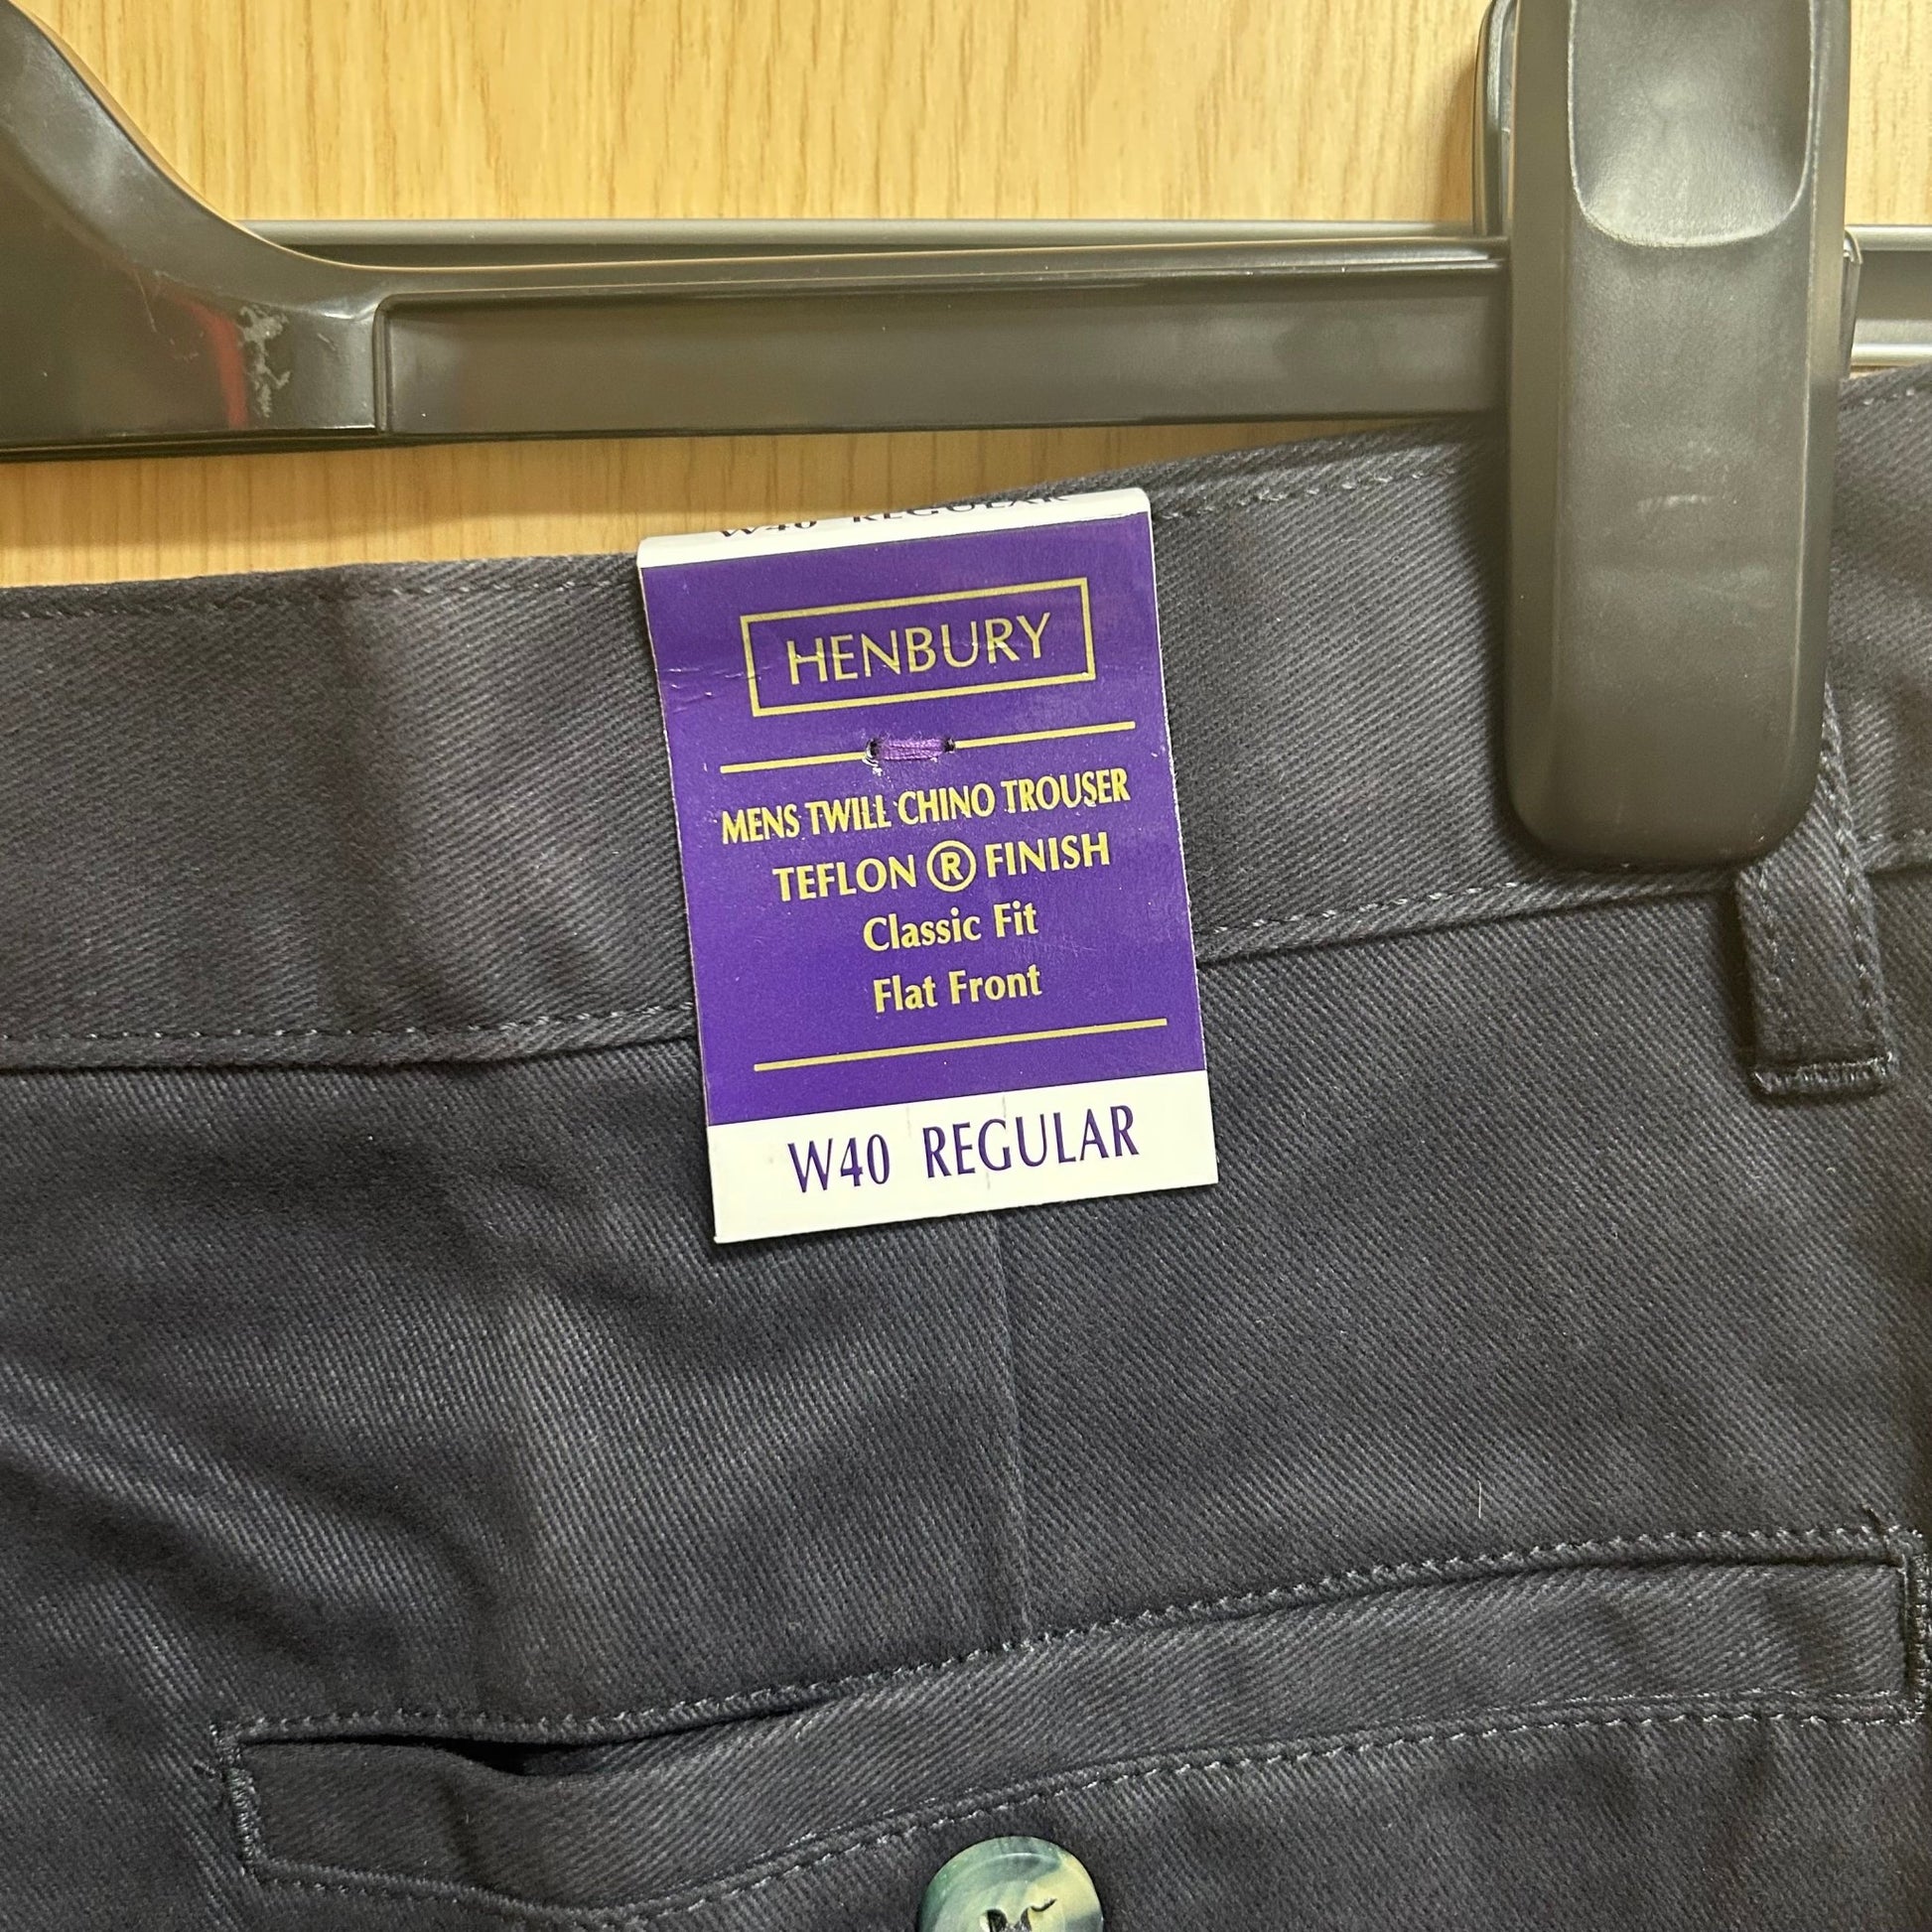 W40 REGULAR
HENBURY
MENS TWILL CHINO TROUSER
TEFLON ® FINISH
Classic Fit
Flat Front
W40 REGULAR